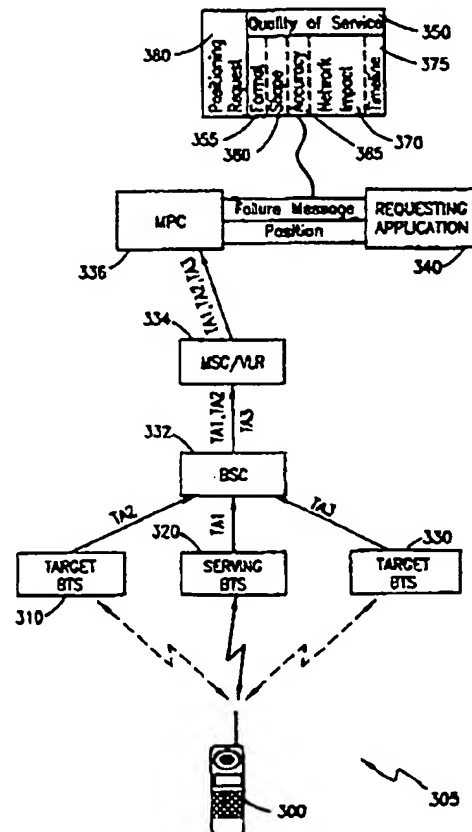 Quality of Service
350
380
375
Positioning Request
Format
Scope
Accuracy
Network Impact
Timeline
355
360
365
370
MPC
Failure Message
Position
REQUESTING APPLICATION
336
340
TA1,TA2,TA3
334
MSC/VLR
TA1,TA2
TA3
332
BSC
TA2
320
TA1
TA3
330
TARGET BTS
SERVING BTS
TARGET BTS
310
300
305